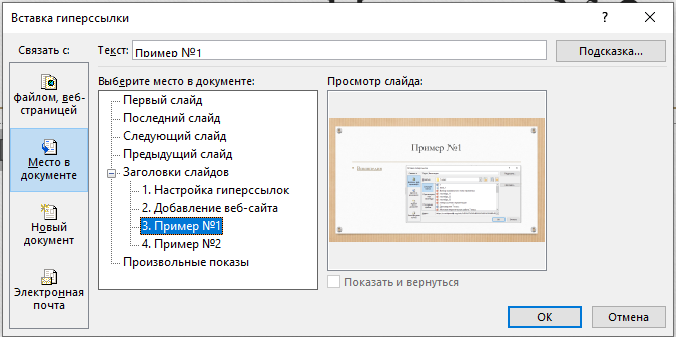 Вставка гиперссылки
?
Связать с:
Текст:
Пример №1
Подсказка...
файлом, веб-
страницей
Место в
документе
Новый
документ
Электронная
почта
Выберите место в документе:
Первый слайд
Последний слайд
Следующий слайд
Предыдущий слайд
Заголовки слайдов
1. Настройка гиперссылок
2. Добавление веб-сайта
3. Пример №1
4. Пример №2
Произвольные показы
Просмотр слайда:
Пример №1
Показать и вернуться
ОК
Отмена